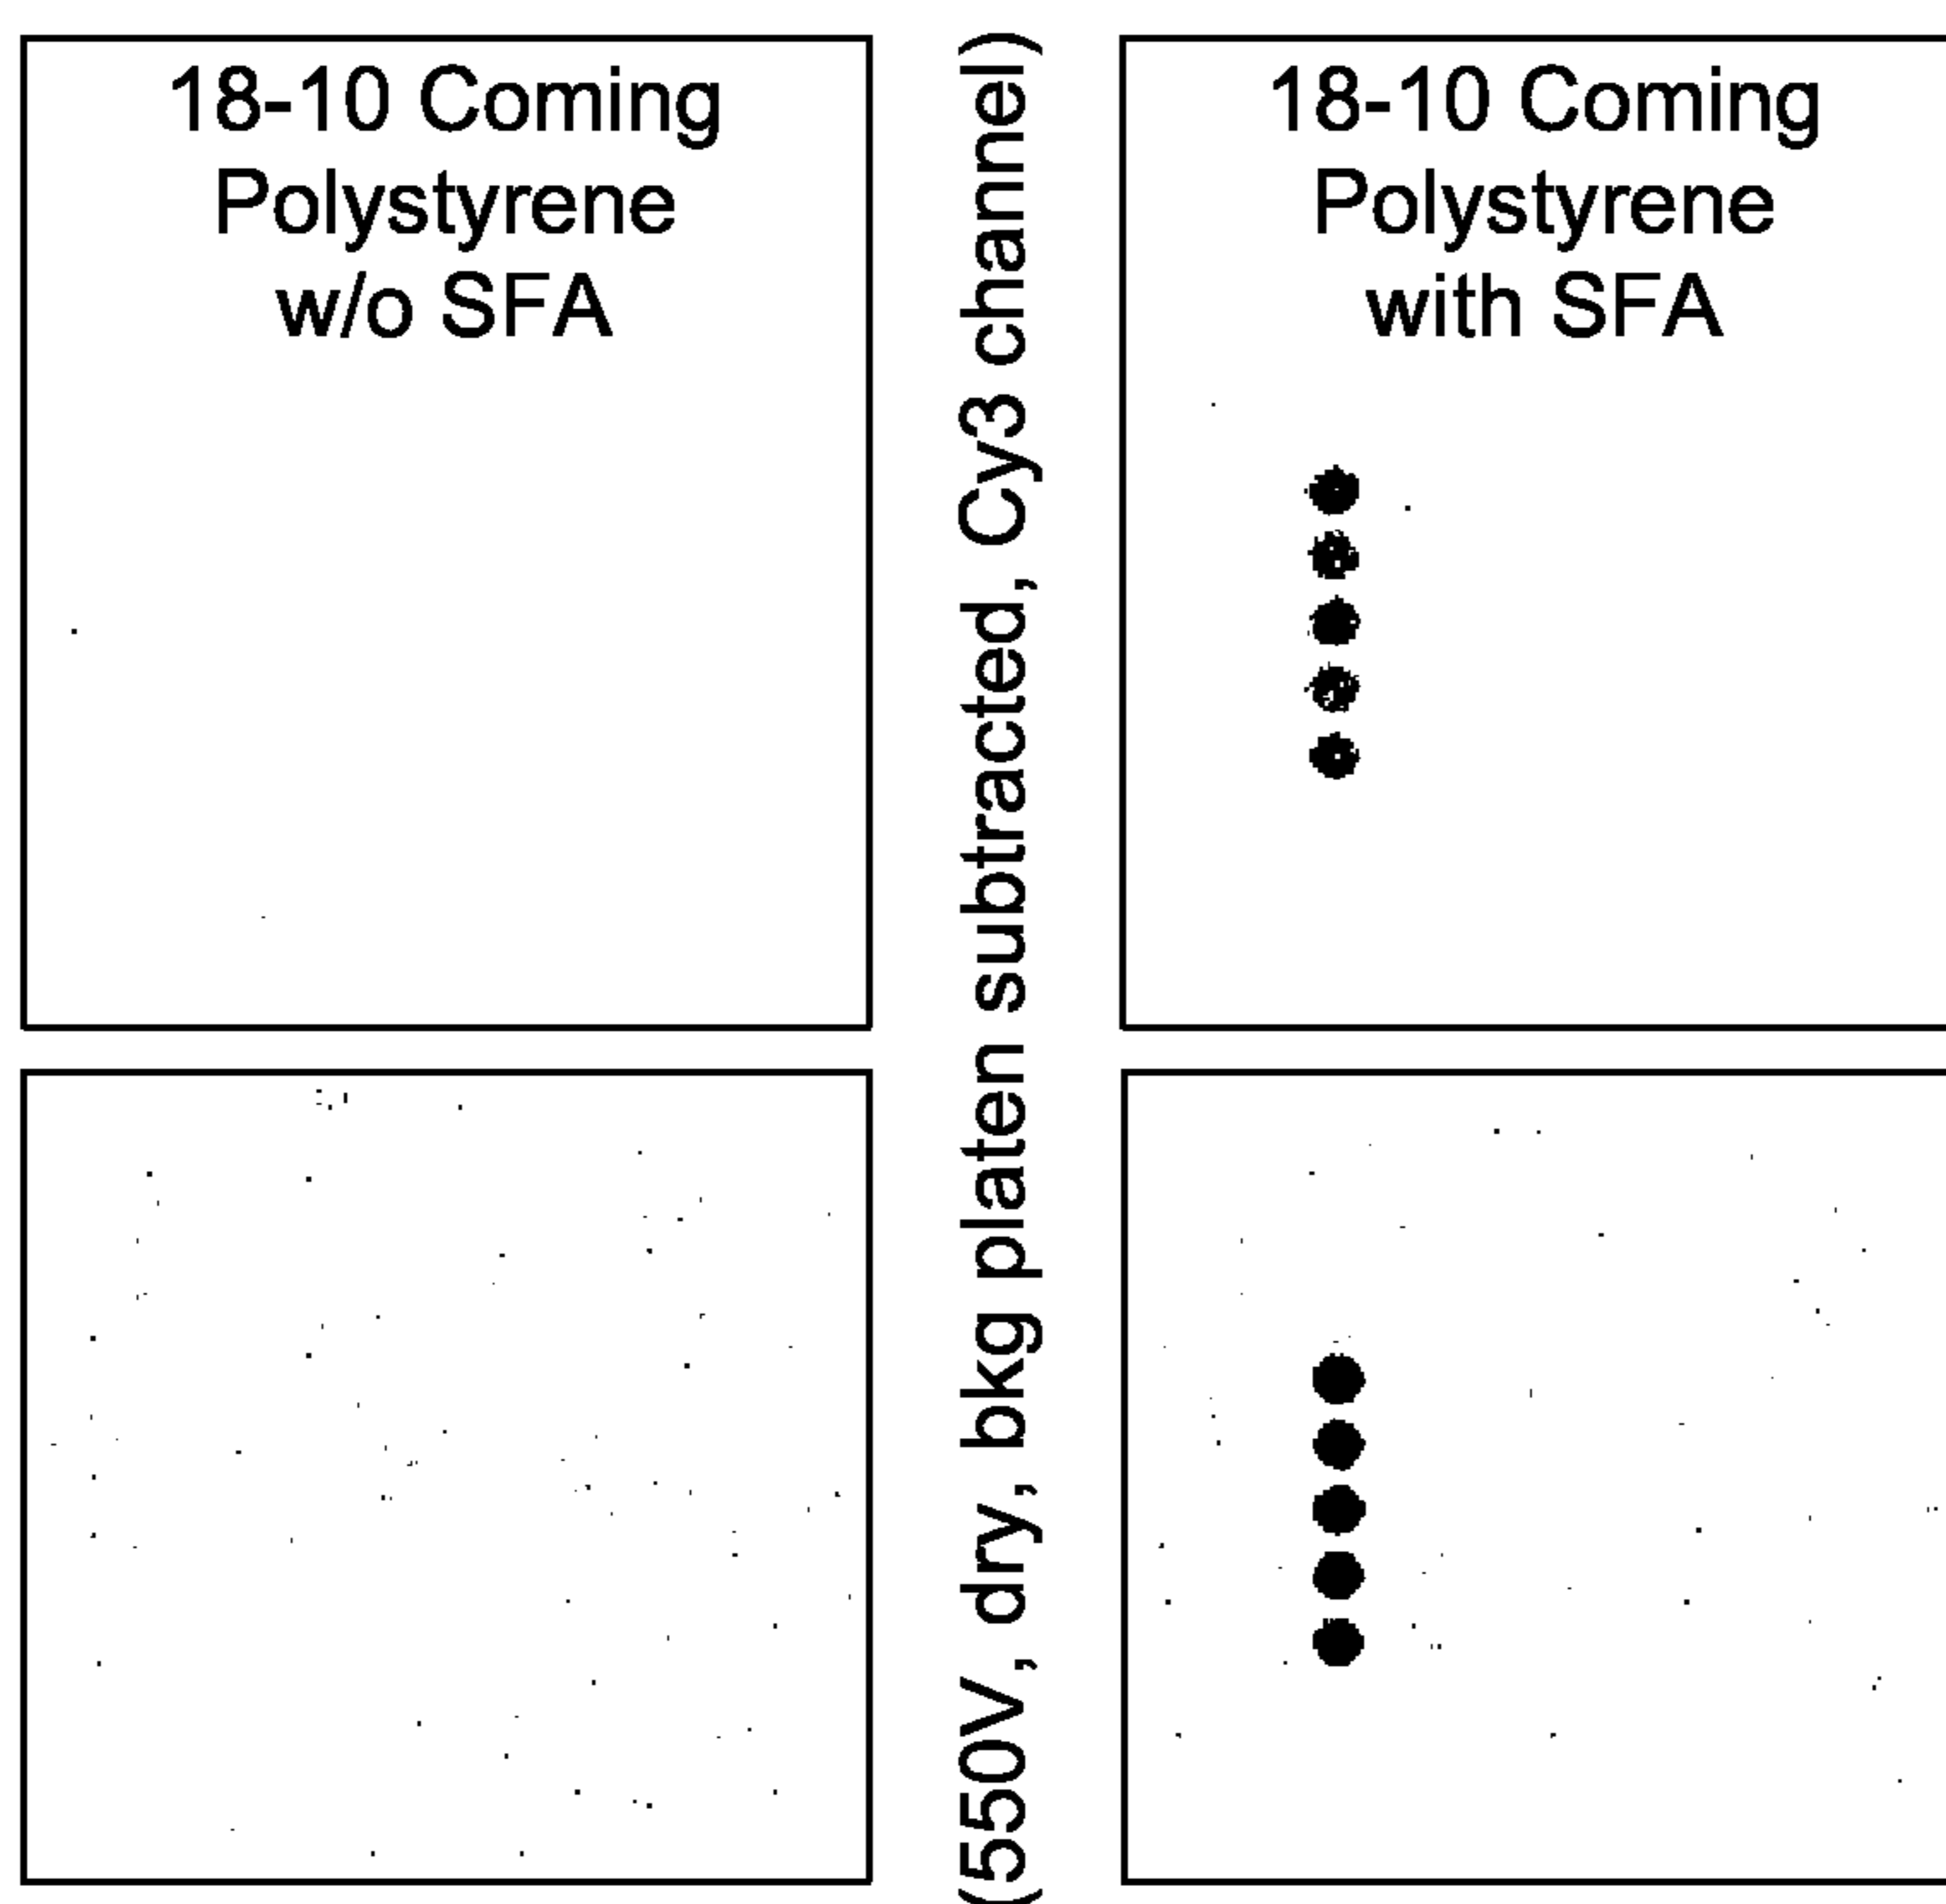 18-10 Coming
Polystyrene
w/o SFA
(550V, dry, bkg platen subtracted, Cy3 channel)
18-10 Coming
Polystyrene
with SFA